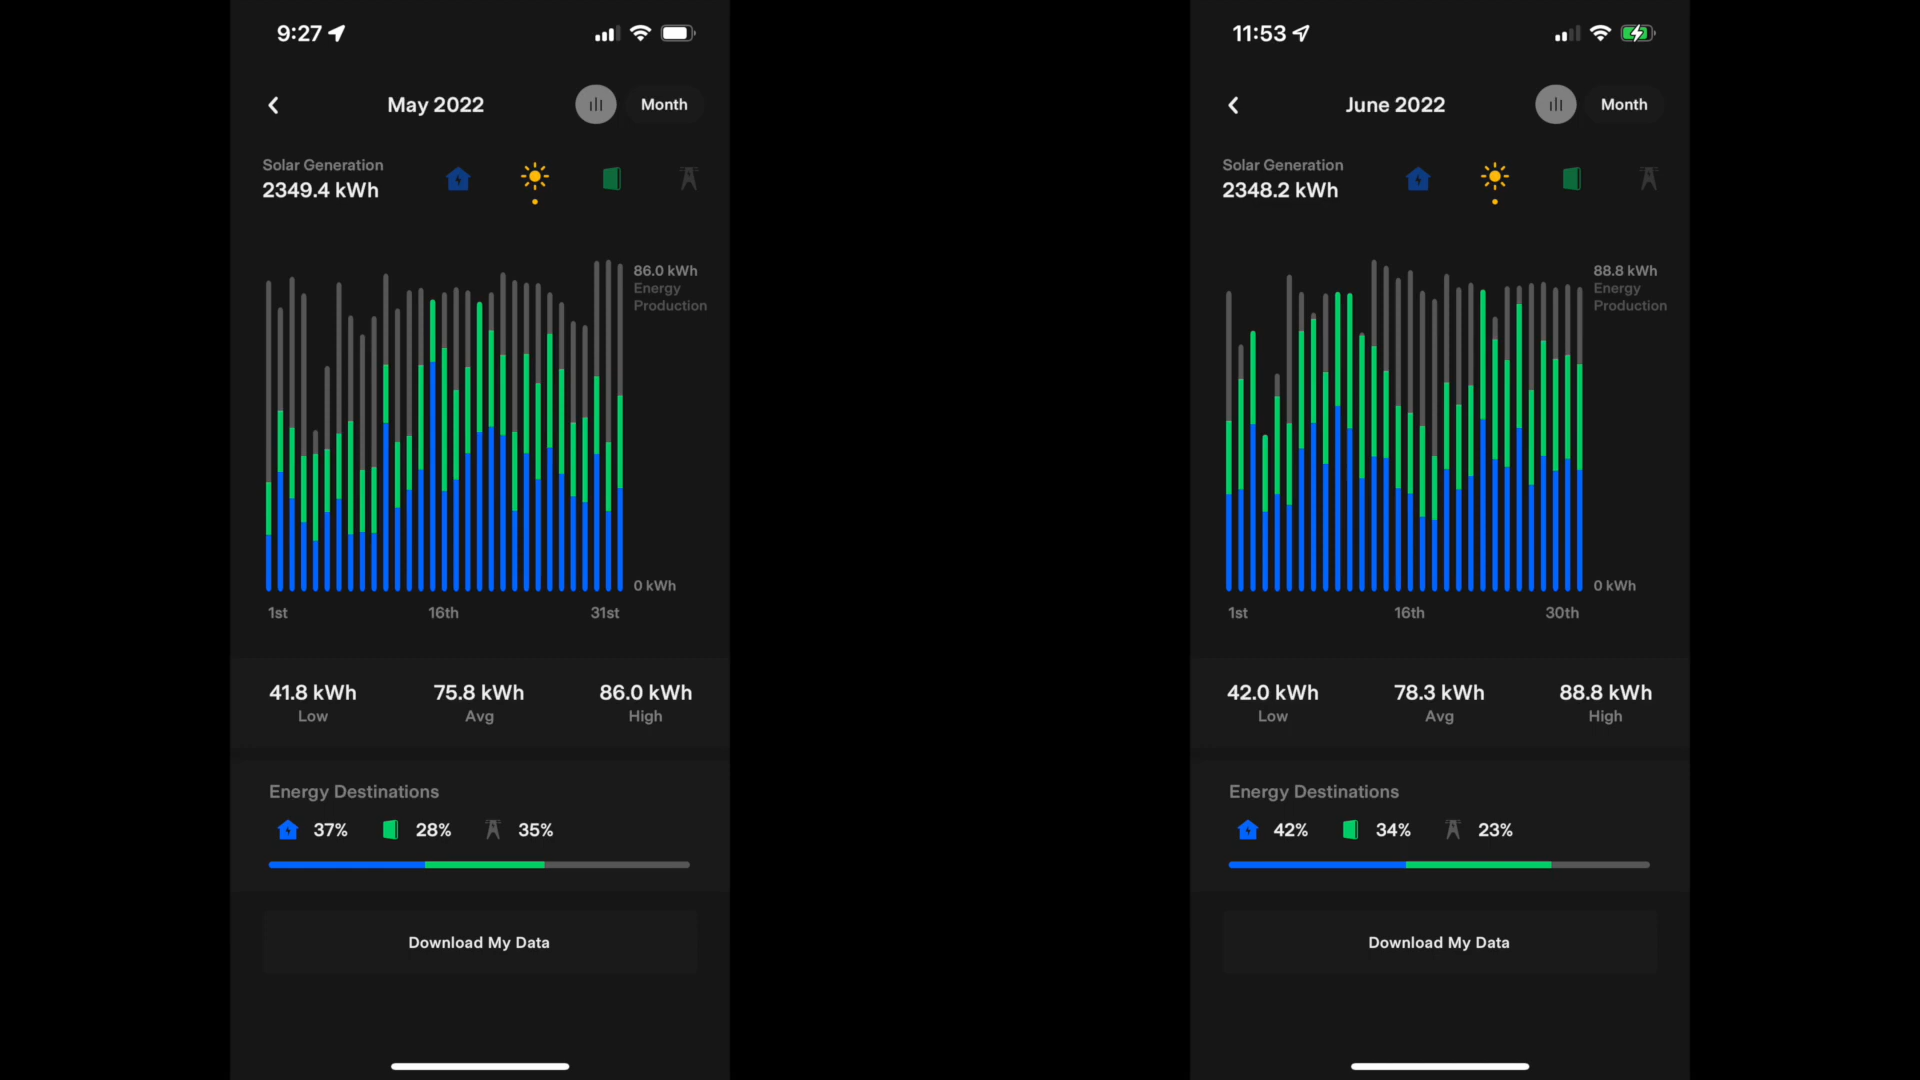 9:27
May 2022
Month
Solar Generation
2349.4 kWh
86.0 kWh
Energy
Production
0 kWh
1st
16th
31st
41.8 kWh
75.8 kWh
86.0 kWh
Low
Avg
High
Energy Destinations
37%
28%
35%
Download My Data
11:53
June 2022
Month
Solar Generation
2348.2 kWh
88.8 kWh
Energy
Production
0 kWh
1st
16th
30th
42.0 kWh
78.3 kWh
88.8 kWh
Low
Avg
High
Energy Destinations
42%
34%
23%
Download My Data